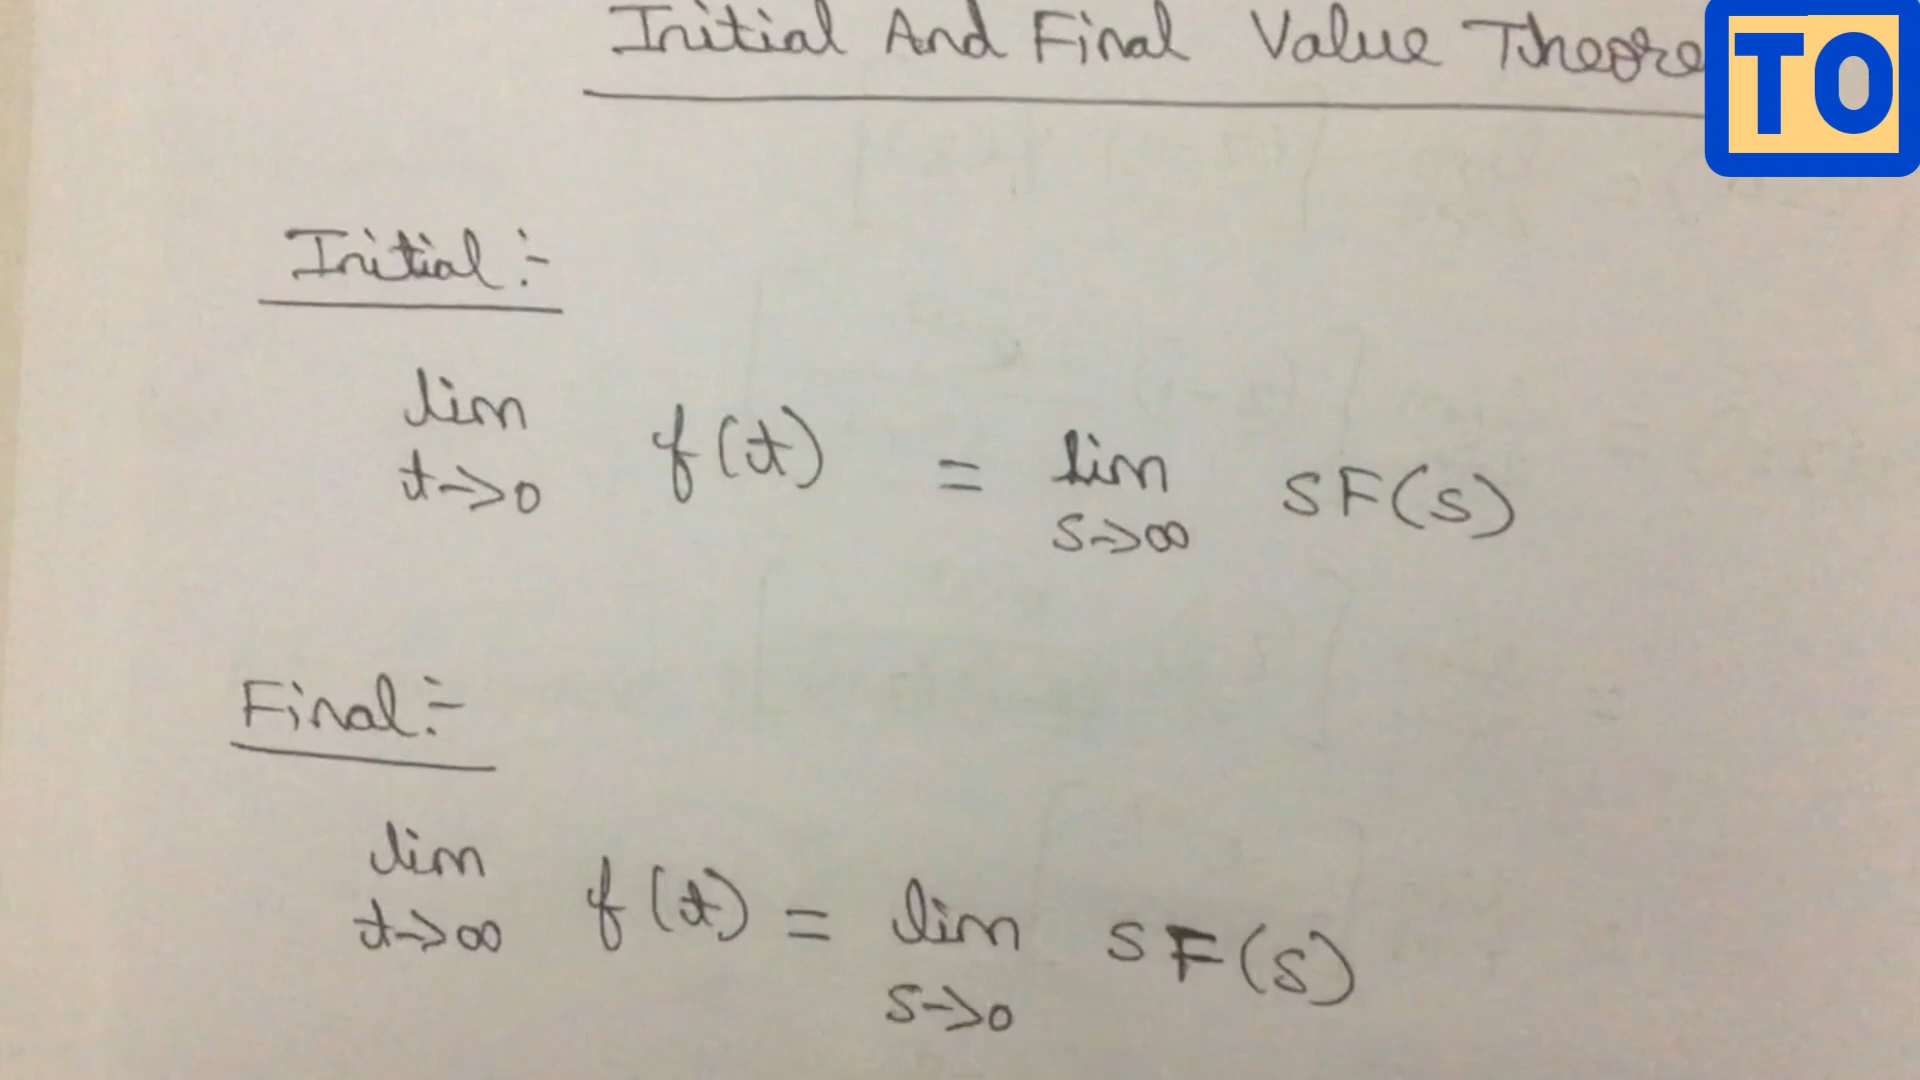 Initial And Final Value Theore
TO
Initial :-
lim f(t) = lim sF(s)
t->0 s->∞
Final :-
lim f(t) = lim sF(s)
t->∞ s->0